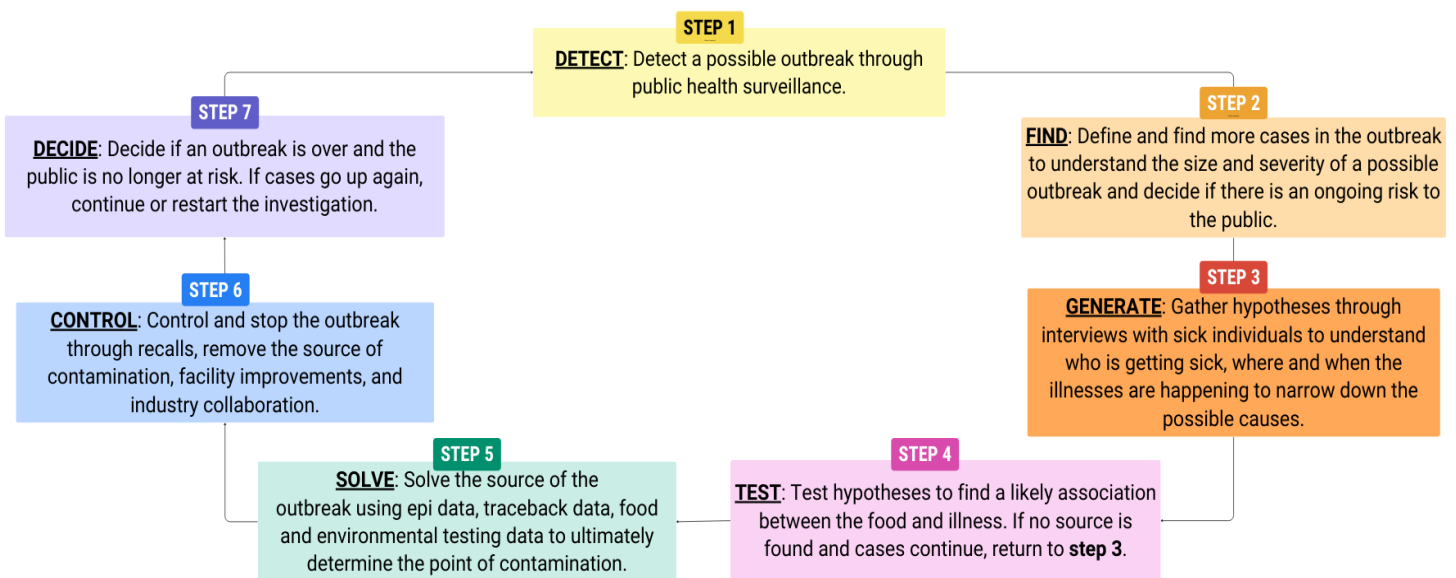 STEP 1
DETECT: Detect a possible outbreak through
public health surveillance.
STEP 2
FIND: Define and find more cases in the outbreak
to understand the size and severity of a possible
outbreak and decide if there is an ongoing risk to
the public.
STEP 3
GENERATE: Gather hypotheses through
interviews with sick individuals to understand
who is getting sick, where and when the
illnesses are happening to narrow down the
possible causes.
STEP 4
TEST: Test hypotheses to find a likely association
between the food and illness. If no source is
found and cases continue, return to step 3.
STEP 5
SOLVE: Solve the source of the
outbreak using epi data, traceback data, food
and environmental testing data to ultimately
determine the point of contamination.
STEP 6
CONTROL: Control and stop the outbreak
through recalls, remove the source of
contamination, facility improvements, and
industry collaboration.
STEP 7
DECIDE: Decide if an outbreak is over and the
public is no longer at risk. If cases go up again,
continue or restart the investigation.